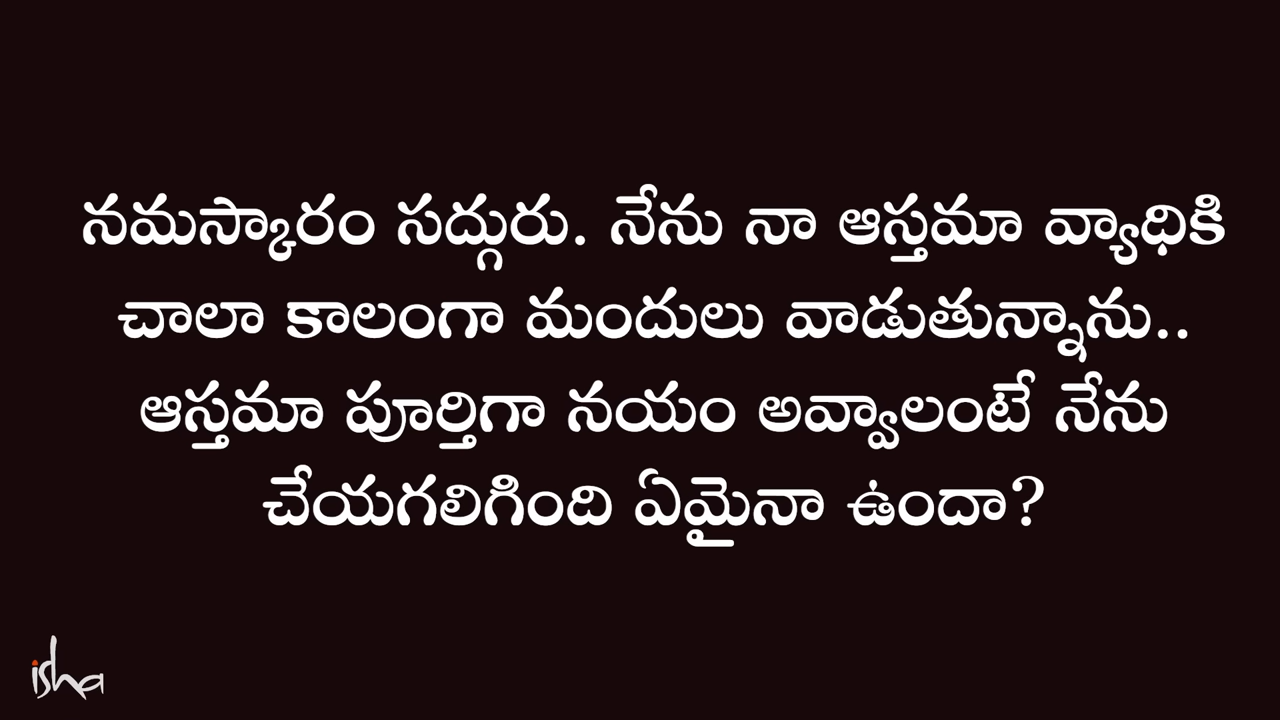 నమస్కారం సద్గురు. నేను నా ఆస్తమా వ్యాధికి
చాలా కాలంగా మందులు వాడుతున్నాను..
ఆస్తమా పూర్తిగా నయం అవ్వాలంటే నేను
చేయగలిగింది ఏమైనా ఉందా?
isha